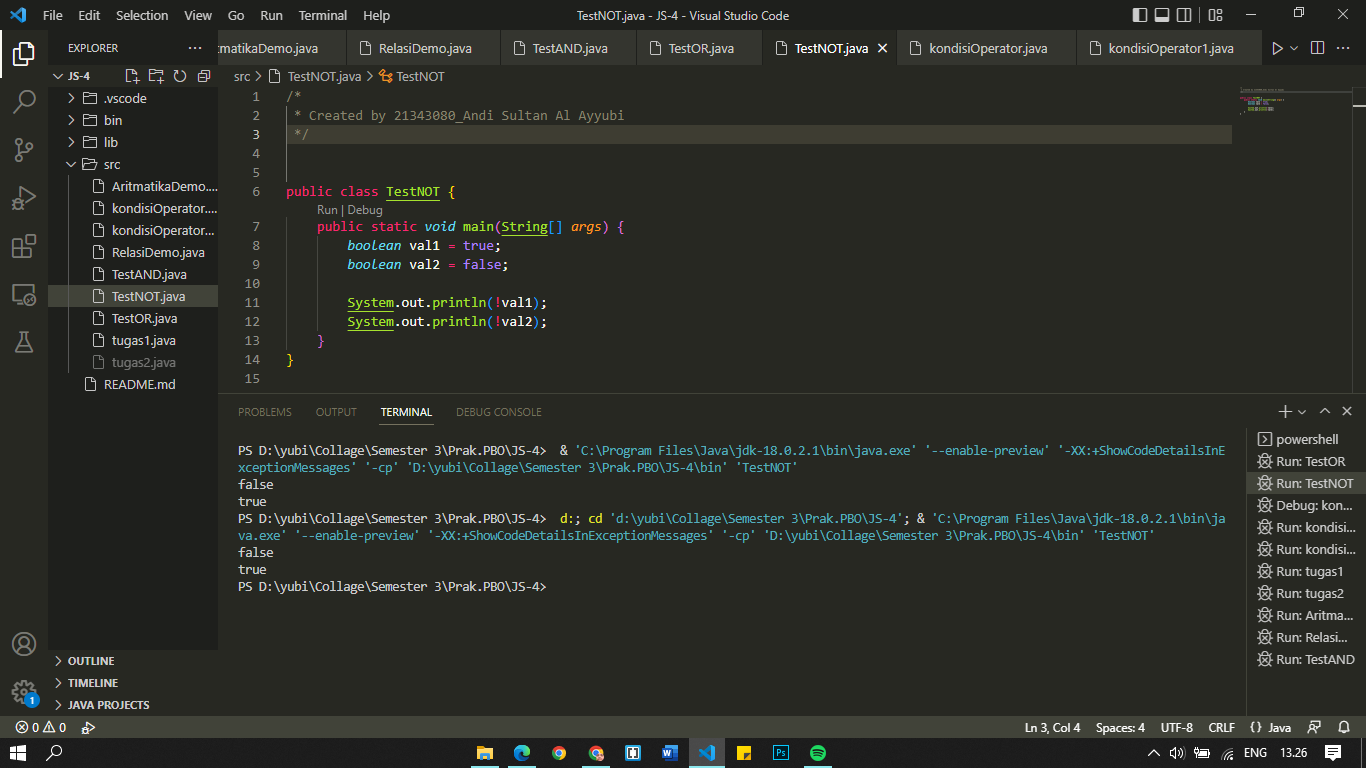 File Edit Selection View Go Run Terminal Help TestNOT.java - JS-4 - Visual Studio Code
EXPLORER
JS-4
.vscode
bin
lib
src
AritmatikaDemo....
kondisiOperator....
kondisiOperator...
RelasiDemo.java
TestAND.java
TestNOT.java
TestOR.java
tugas1.java
tugas2.java
README.md
OUTLINE
TIMELINE
JAVA PROJECTS
tmatikaDemo.java RelasiDemo.java TestAND.java TestOR.java TestNOT.java kondisiOperator.java kondisiOperator1.java
src > TestNOT.java > TestNOT
1 /*
2 * Created by 21343080_Andi Sultan Al Ayyubi
3 */
4
5
6 public class TestNOT {
Run | Debug
7 public static void main(String[] args) {
8 boolean val1 = true;
9 boolean val2 = false;
10
11 System.out.println(!val1);
12 System.out.println(!val2);
13 }
14 }
15
PROBLEMS OUTPUT TERMINAL DEBUG CONSOLE
PS D:\yubi\Collage\Semester 3\Prak.PBO\JS-4> & 'C:\Program Files\Java\jdk-18.0.2.1\bin\java.exe' '--enable-preview' '-XX:+ShowCodeDetailsInE
xceptionMessages' '-cp' 'D:\yubi\Collage\Semester 3\Prak.PBO\JS-4\bin' 'TestNOT'
false
true
PS D:\yubi\Collage\Semester 3\Prak.PBO\JS-4> d:; cd 'd:\yubi\Collage\Semester 3\Prak.PBO\JS-4'; & 'C:\Program Files\Java\jdk-18.0.2.1\bin\ja
va.exe' '--enable-preview' '-XX:+ShowCodeDetailsInExceptionMessages' '-cp' 'D:\yubi\Collage\Semester 3\Prak.PBO\JS-4\bin' 'TestNOT'
false
true
PS D:\yubi\Collage\Semester 3\Prak.PBO\JS-4>
powershell
Run: TestOR
Run: TestNOT
Debug: kon...
Run: kondisi...
Run: kondisi...
Run: tugas1
Run: tugas2
Run: Aritma...
Run: Relasi...
Run: TestAND
1
0 0 Ln 3, Col 4 Spaces: 4 UTF-8 CRLF {} Java
W Ps ENG 13.26